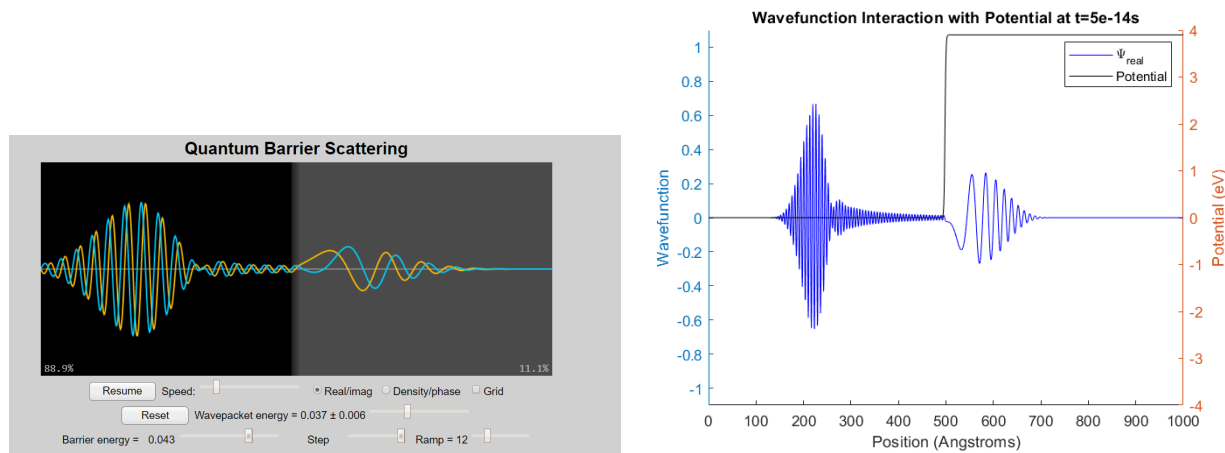 Quantum Barrier Scattering
88.9% 11.1%
Resume Speed: Real/imag Density/phase Grid
Reset Wavepacket energy = 0.037 ± 0.006
Barrier energy = 0.043 Step Ramp = 12
Wavefunction Interaction with Potential at t=5e-14s
Ψreal
Potential
1
0.8
0.6
0.4
0.2
0
-0.2
-0.4
-0.6
-0.8
-1
Wavefunction
4
3
2
1
0
-1
-2
-3
-4
Potential (eV)
0 100 200 300 400 500 600 700 800 900 1000
Position (Angstroms)